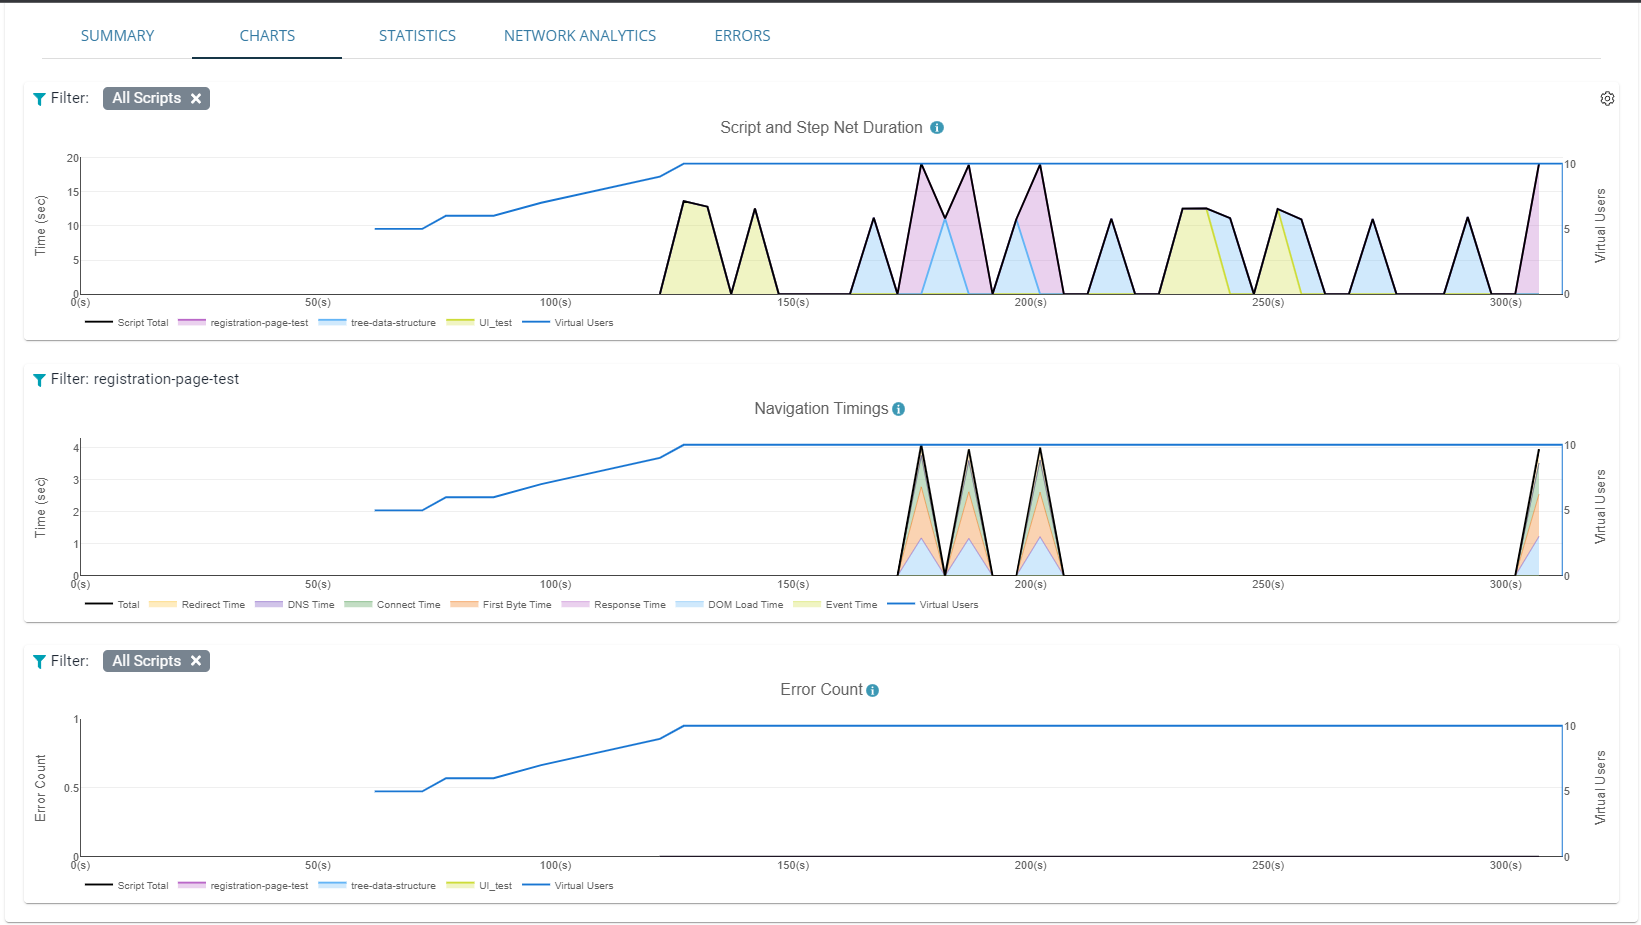 SUMMARY CHARTS STATISTICS NETWORK ANALYTICS ERRORS
Filter: All Scripts ×
Script and Step Net Duration i
20
15
10
5
0
Time (sec)
10
5
0
Virtual Users
0(s) 50(s) 100(s) 150(s) 200(s) 250(s) 300(s)
Script Total registration-page-test tree-data-structure UI_test Virtual Users
Filter: registration-page-test
Navigation Timings i
4
3
2
1
0
Time (sec)
10
5
0
Virtual Users
0(s) 50(s) 100(s) 150(s) 200(s) 250(s) 300(s)
Total Redirect Time DNS Time Connect Time First Byte Time Response Time DOM Load Time Event Time Virtual Users
Filter: All Scripts ×
Error Count i
1
0.5
0
Error Count
10
5
0
Virtual Users
0(s) 50(s) 100(s) 150(s) 200(s) 250(s) 300(s)
Script Total registration-page-test tree-data-structure UI_test Virtual Users